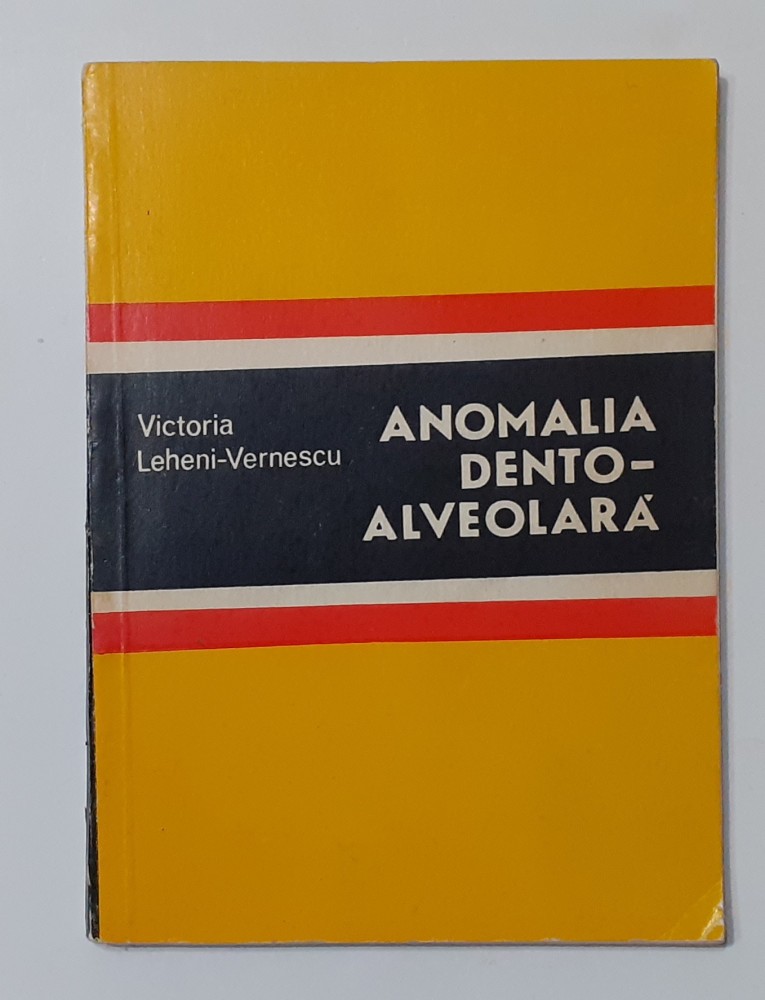 Victoria
Leheni-Vernescu
ANOMALIA
DENTO-
ALVEOLARĂ